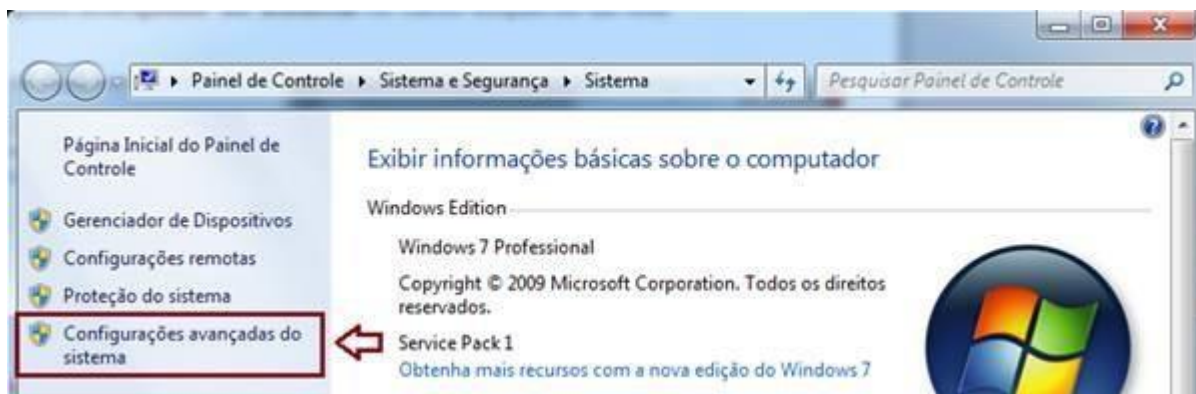 Painel de Controle ▸ Sistema e Segurança ▸ Sistema
Pesquisar Painel de Controle
Página Inicial do Painel de
Controle
Gerenciador de Dispositivos
Configurações remotas
Proteção do sistema
Configurações avançadas do
sistema
Exibir informações básicas sobre o computador
Windows Edition
Windows 7 Professional
Copyright © 2009 Microsoft Corporation. Todos os direitos
reservados.
Service Pack 1
Obtenha mais recursos com a nova edição do Windows 7